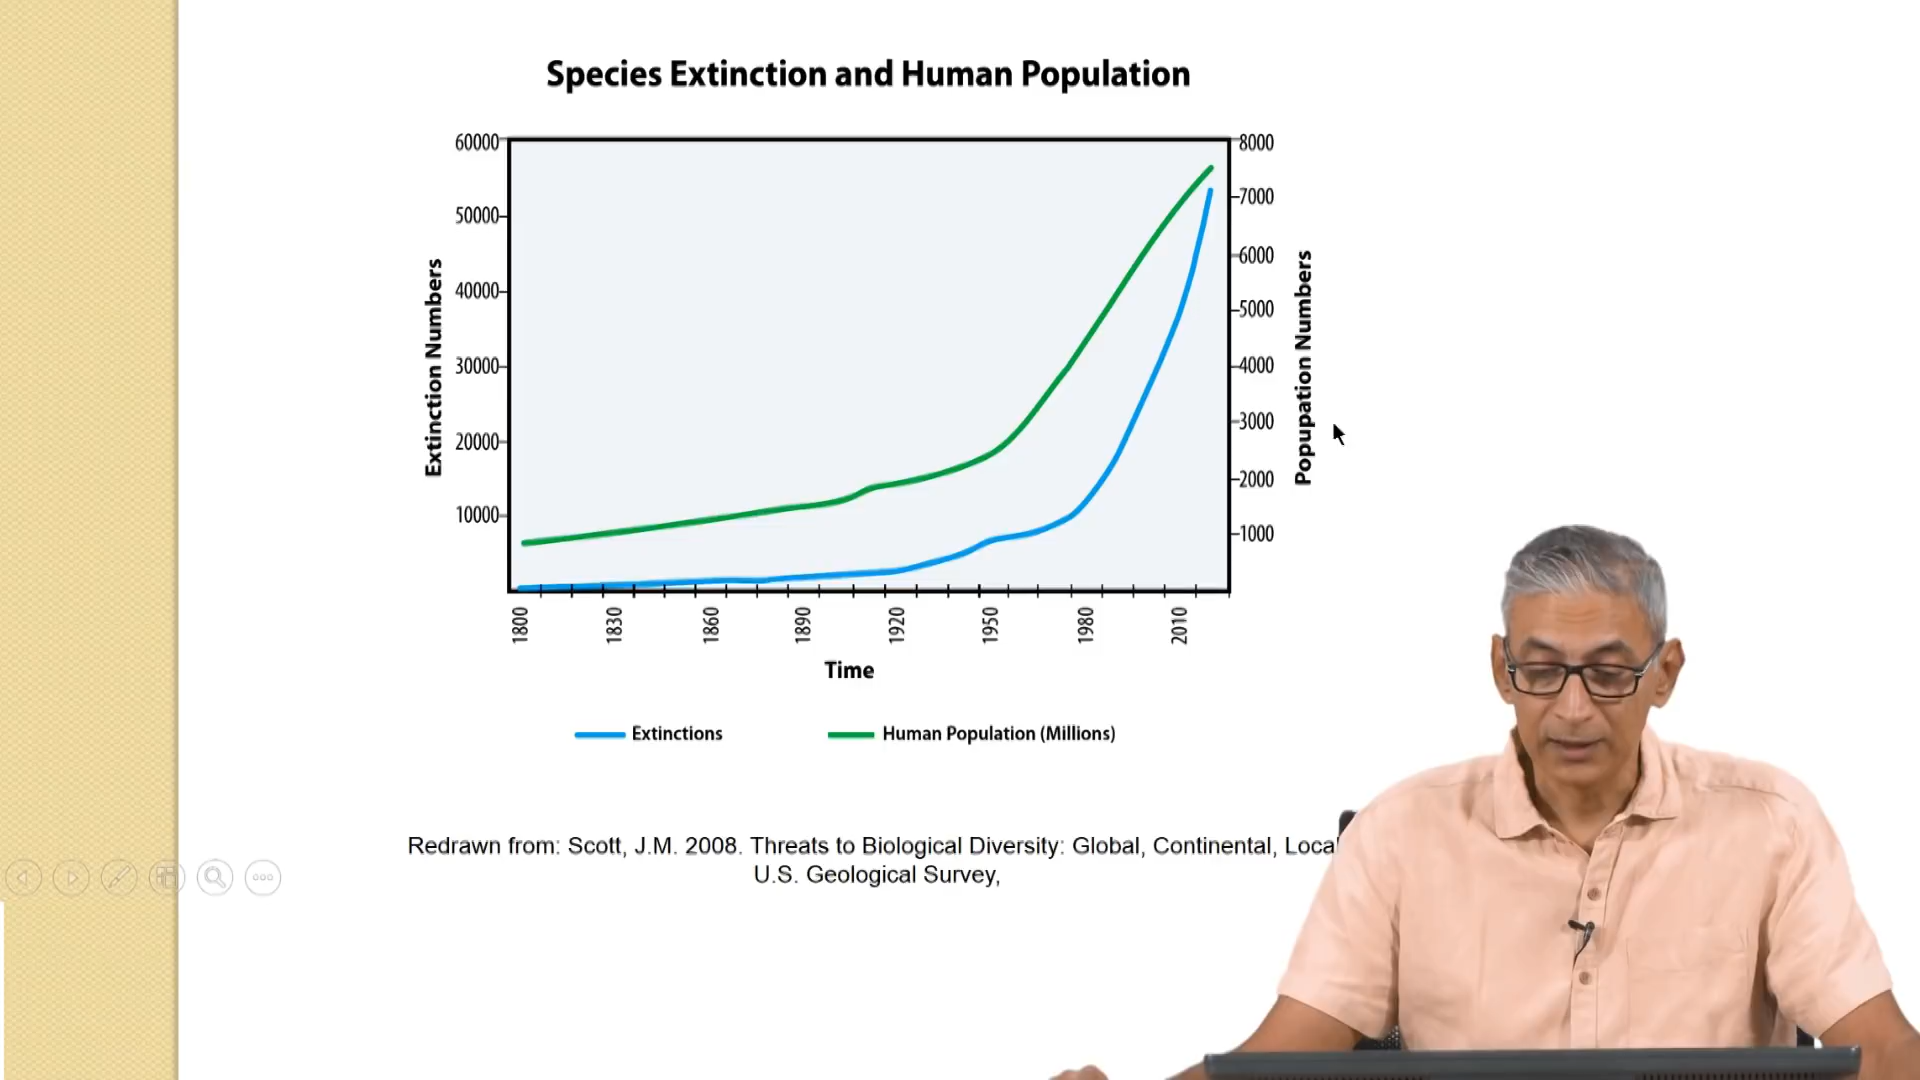 Species Extinction and Human Population
60000
50000
40000
30000
20000
10000
Extinction Numbers
8000
7000
6000
5000
4000
3000
2000
1000
Popupation Numbers
1800
1830
1860
1890
1920
1950
1980
2010
Time
Extinctions
Human Population (Millions)
Redrawn from: Scott, J.M. 2008. Threats to Biological Diversity: Global, Continental, Local
U.S. Geological Survey,